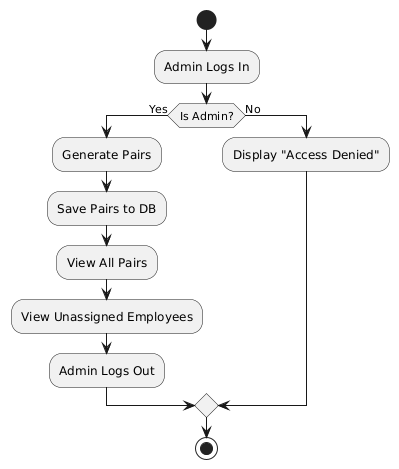 Admin Logs In
Yes
Is Admin?
No
Generate Pairs
Display "Access Denied"
Save Pairs to DB
View All Pairs
View Unassigned Employees
Admin Logs Out